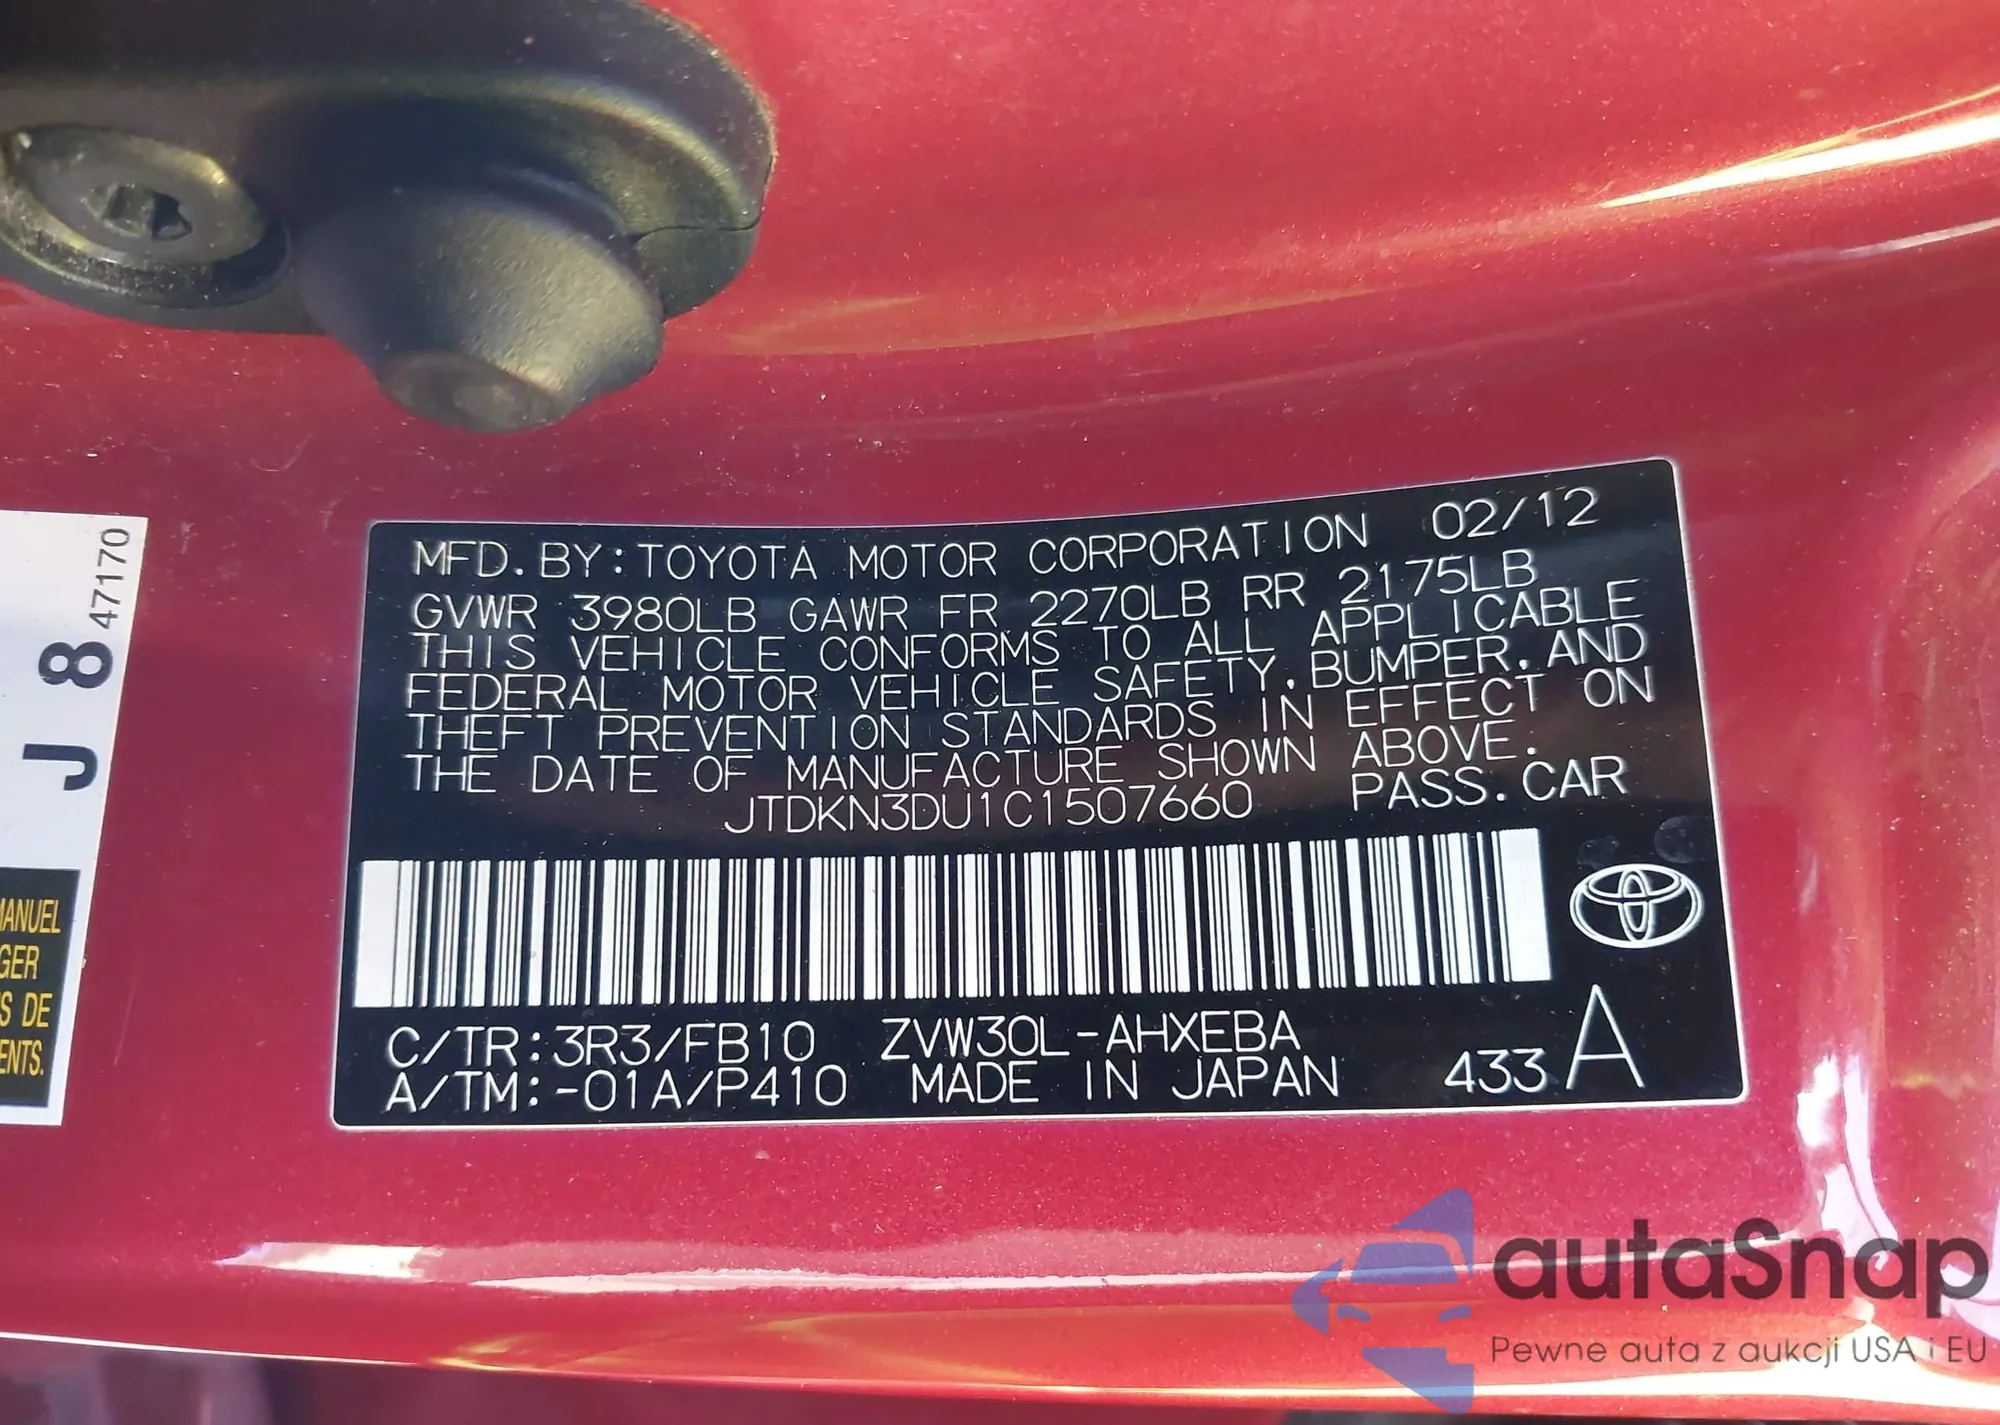 MFD. BY: TOYOTA MOTOR CORPORATION 02/12
GVWR 3980LB GAWR FR 2270LB RR 2175LB
THIS VEHICLE CONFORMS TO ALL APPLICABLE
FEDERAL MOTOR VEHICLE SAFETY, BUMPER, AND
THEFT PREVENTION STANDARDS IN EFFECT ON
THE DATE OF MANUFACTURE SHOWN ABOVE.
JTDKN3DU1C1507660 PASS. CAR
C/TR: 3R3/FB10 ZVW30L-AHXEBA
A/TM: -01A/P410 MADE IN JAPAN 433 A
J 8 47170
MANUEL
GER
S DE
ENTS.
autaSnap
Pewne auta z aukcji USA i EU